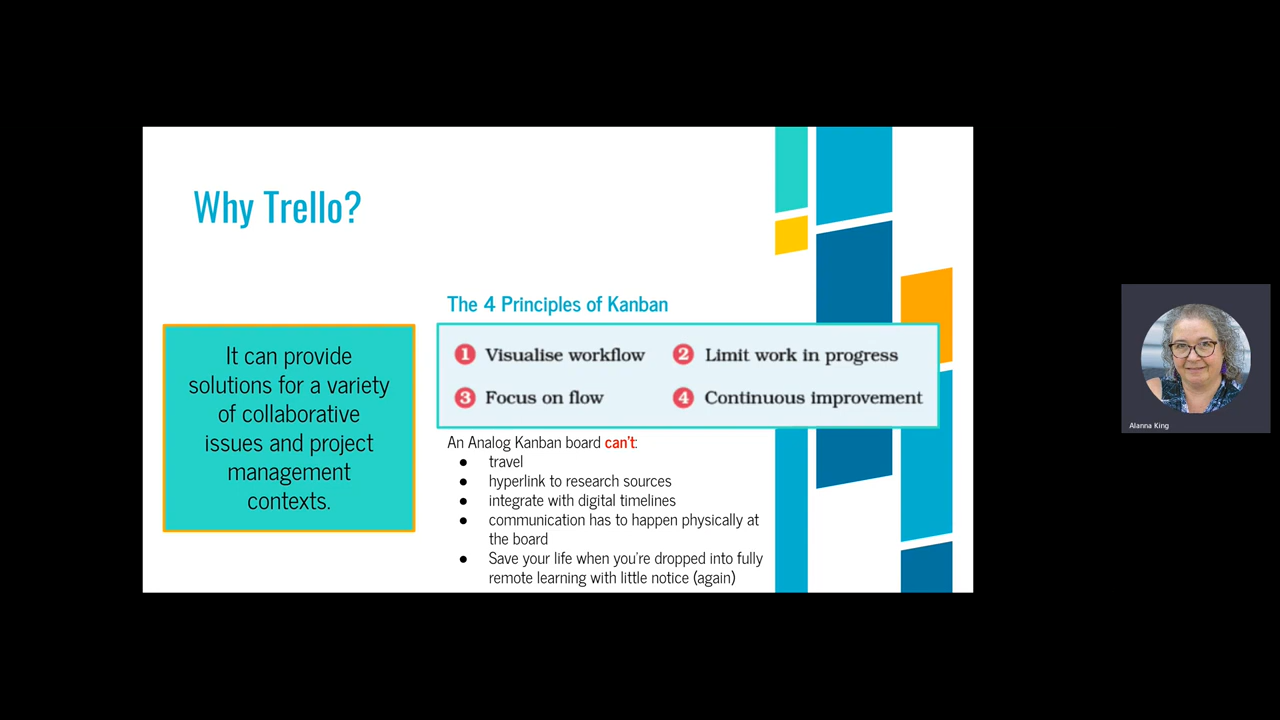 Why Trello?
It can provide
solutions for a variety
of collaborative
issues and project
management
contexts.
The 4 Principles of Kanban
1 Visualise workflow
2 Limit work in progress
3 Focus on flow
4 Continuous improvement
An Analog Kanban board can't:
● travel
● hyperlink to research sources
● integrate with digital timelines
● communication has to happen physically at
the board
● Save your life when you're dropped into fully
remote learning with little notice (again)
Alanna King